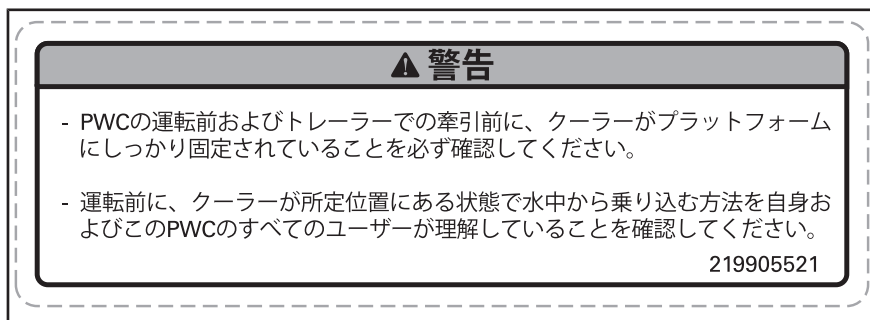 警告
- PWCの運転前およびトレーラーでの牽引前に、クーラーがプラットフォーム
にしっかり固定されていることを必ず確認してください。
- 運転前に、クーラーが所定位置にある状態で水中から乗り込む方法を自身お
よびこのPWCのすべてのユーザーが理解していることを確認してください。
219905521